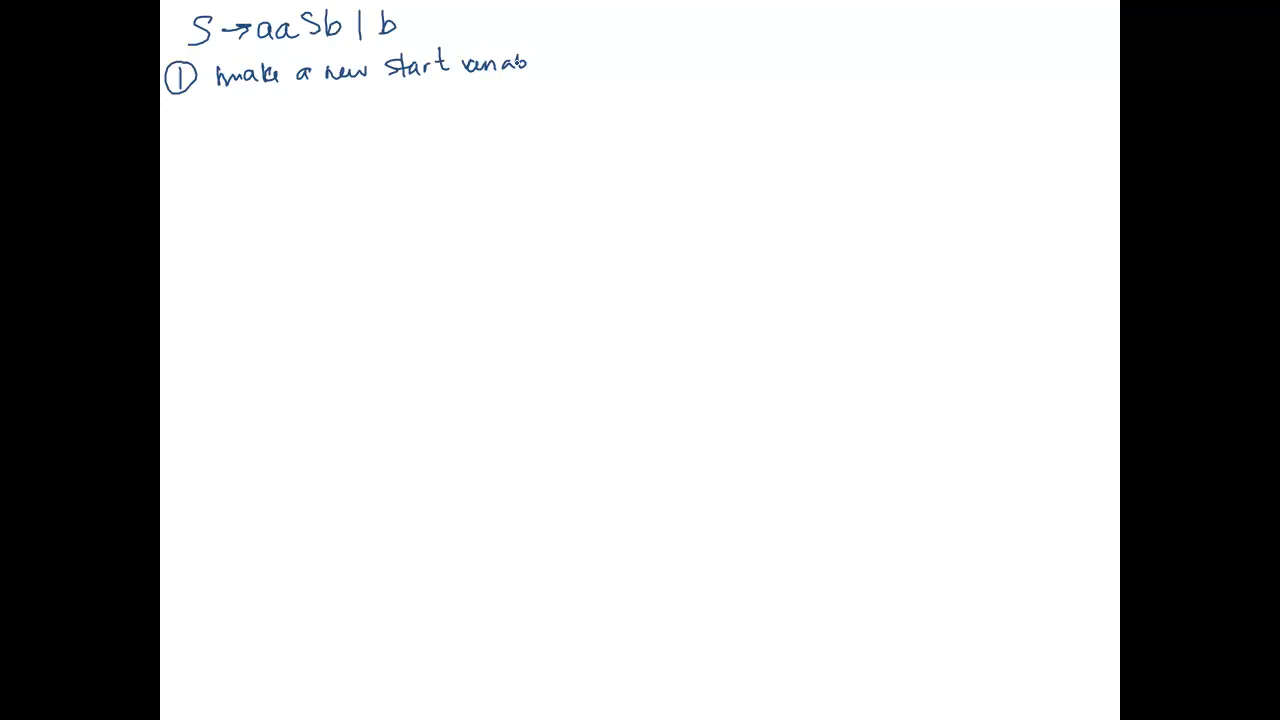 S → aaSb | b
① make a new start variab